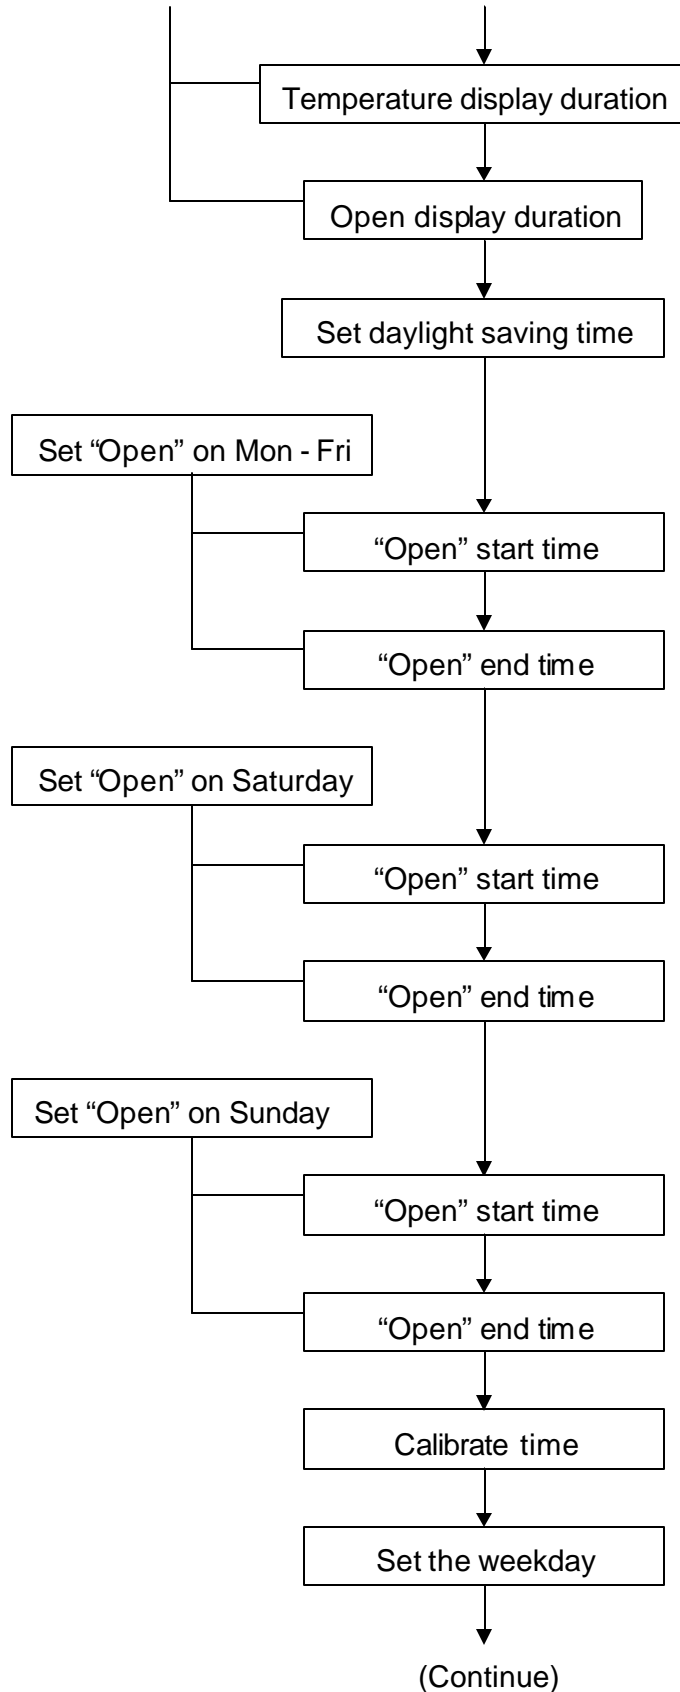 Temperature display duration
Open display duration
Set daylight saving time
Set “Open” on Mon - Fri
“Open” start time
“Open” end time
Set “Open” on Saturday
“Open” start time
“Open” end time
Set “Open” on Sunday
“Open” start time
“Open” end time
Calibrate time
Set the weekday
(Continue)